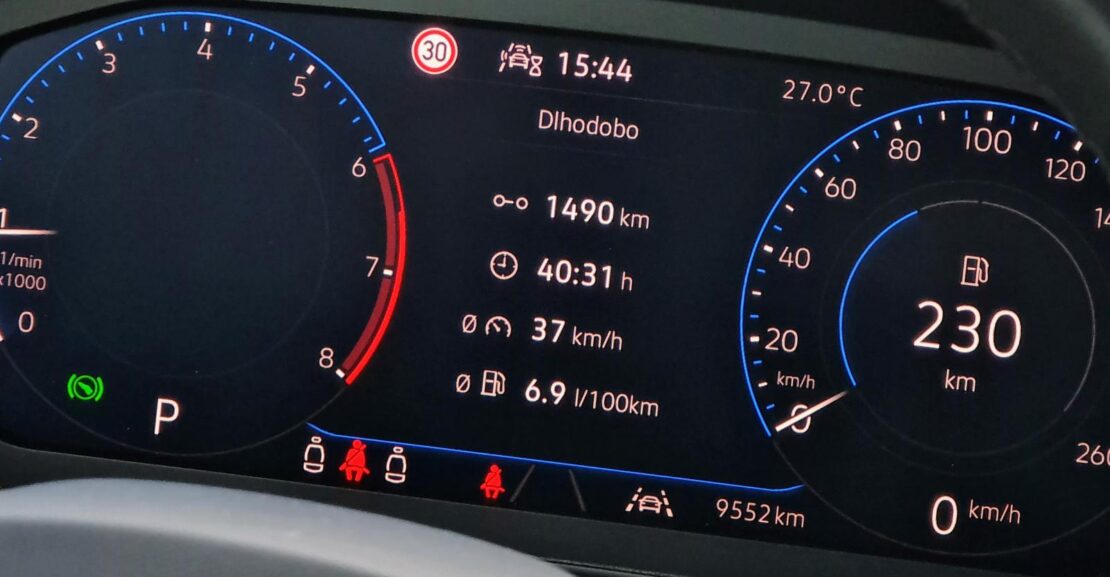 30
15:44
27.0°C
Dlhodobo
1490 km
40:31 h
Ø 37 km/h
Ø 6.9 l/100km
1
2
3
4
5
6
7
8
1/min
x1000
0
P
0
20
40
60
80
100
120
14
260
km/h
230
km
9552 km
0 km/h